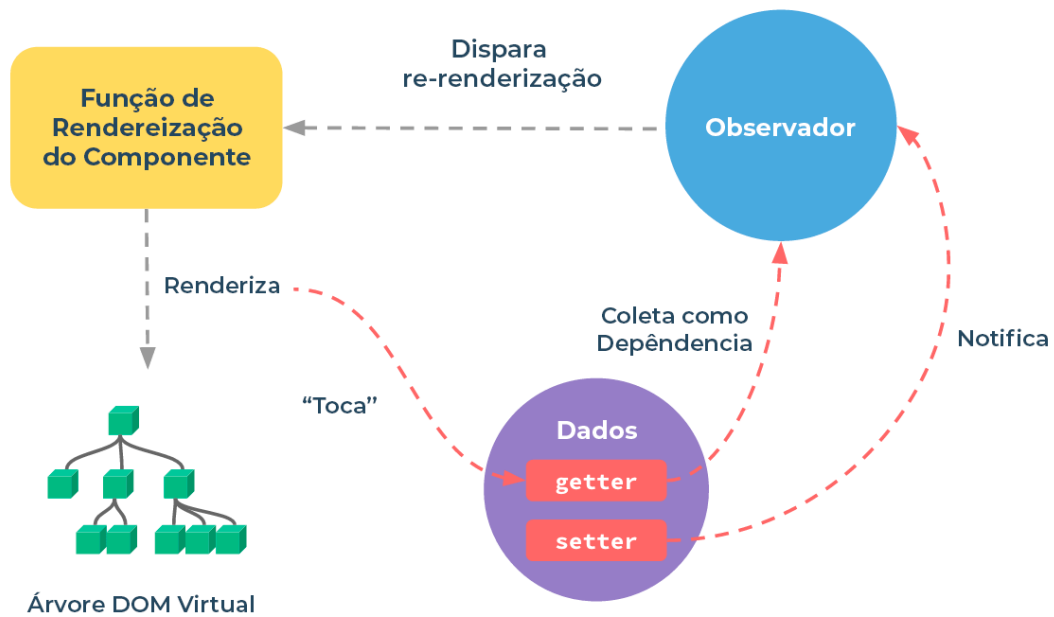 Dispara
re-renderização
Função de
Rendereização
do Componente
Observador
Renderiza
Coleta como
Depêndencia
Notifica
“Toca”
Dados
getter
setter
Árvore DOM Virtual